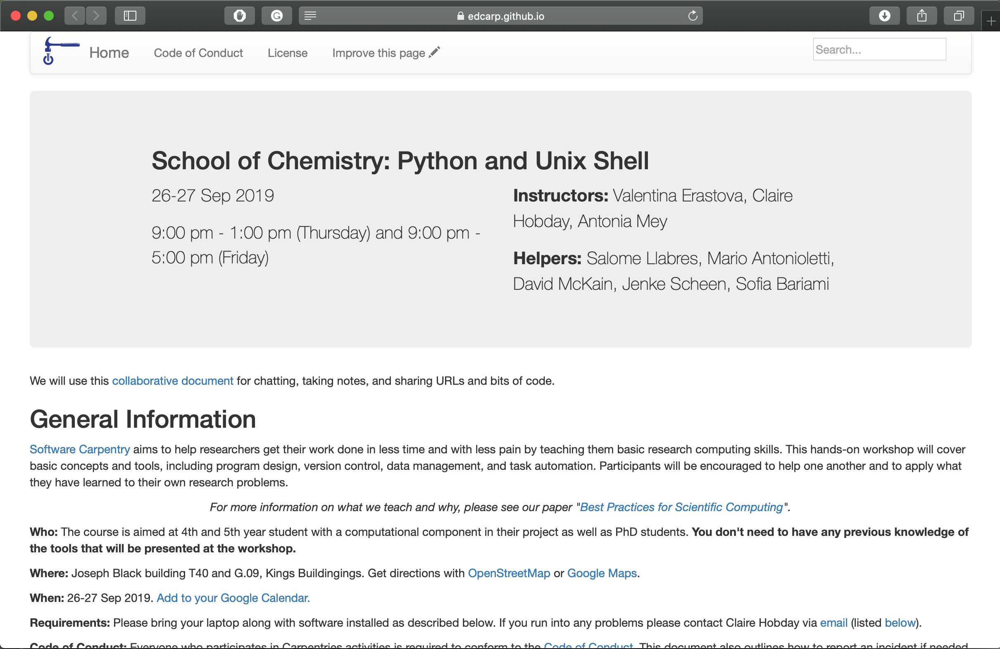 edcarp.github.io
Home Code of Conduct License Improve this page Search...
School of Chemistry: Python and Unix Shell
26-27 Sep 2019
9:00 pm - 1:00 pm (Thursday) and 9:00 pm -
5:00 pm (Friday)
Instructors: Valentina Erastova, Claire
Hobday, Antonia Mey
Helpers: Salome Llabres, Mario Antonioletti,
David McKain, Jenke Scheen, Sofia Bariami
We will use this collaborative document for chatting, taking notes, and sharing URLs and bits of code.
General Information
Software Carpentry aims to help researchers get their work done in less time and with less pain by teaching them basic research computing skills. This hands-on workshop will cover
basic concepts and tools, including program design, version control, data management, and task automation. Participants will be encouraged to help one another and to apply what
they have learned to their own research problems.
For more information on what we teach and why, please see our paper "Best Practices for Scientific Computing".
Who: The course is aimed at 4th and 5th year student with a computational component in their project as well as PhD students. You don't need to have any previous knowledge of
the tools that will be presented at the workshop.
Where: Joseph Black building T40 and G.09, Kings Buildingings. Get directions with OpenStreetMap or Google Maps.
When: 26-27 Sep 2019. Add to your Google Calendar.
Requirements: Please bring your laptop along with software installed as described below. If you run into any problems please contact Claire Hobday via email (listed below).
Code of Conduct: Everyone who participates in Carpentries activities is required to conform to the Code of Conduct. This document also outlines how to report an incident if needed.